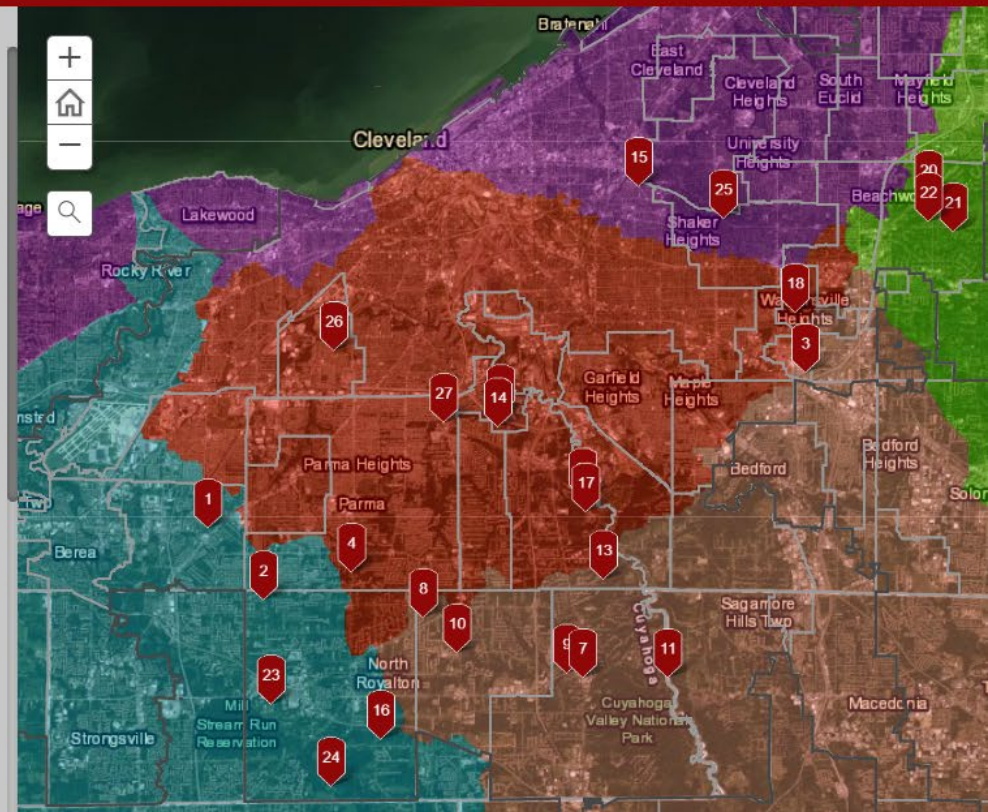 Bratenahl
+
East
Cleveland
Cleveland
Heights
South
Euclid
Mayfield
Heights
Cleveland
−
University
Heights
15
20
25
22
21
Lakewood
Shaker
Heights
Rocky River
18
Heights
26
3
27
14
Garfield
Heights
Maple
Heights
Parma Heights
Bedford
Bedford
Heights
17
1
Parma
4
13
Berea
2
8
10
Sagamore
Hills Twp
9
7
11
Cuyahoga
North
Royalton
23
16
Mill
Stream Run
Reservation
Cuyahoga
Valley National
Park
Macedonia
Strongsville
24